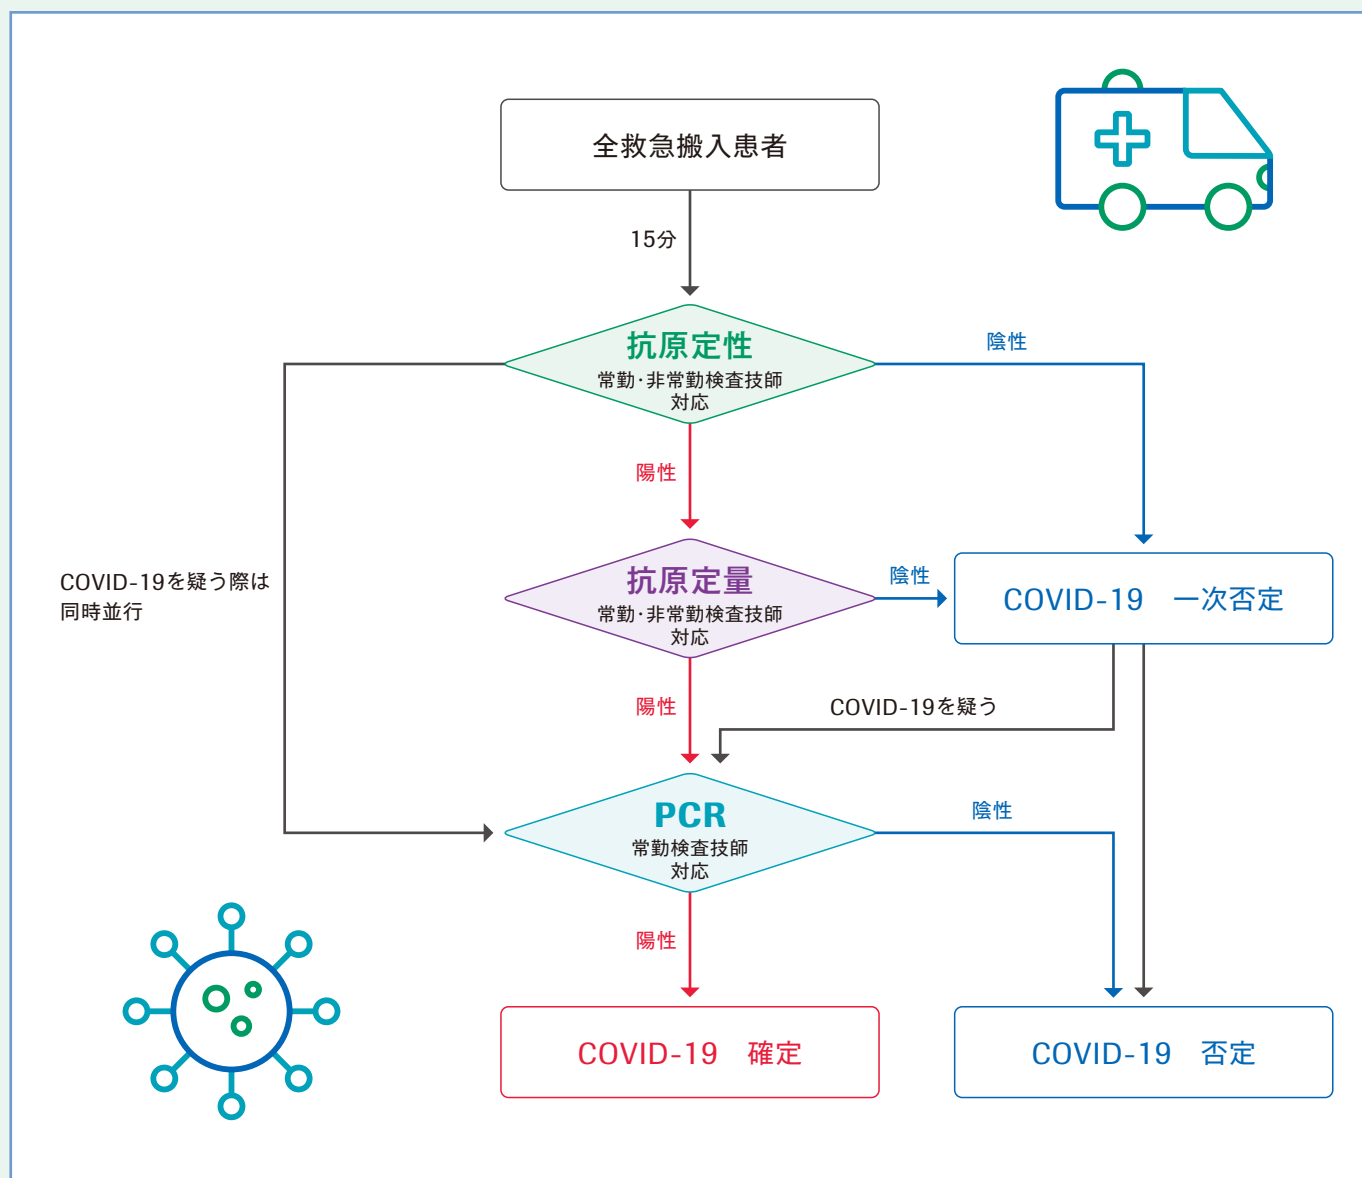 全救急搬入患者
15分
抗原定性
常勤・非常勤検査技師
対応
陰性
陽性
COVID-19を疑う際は
同時並行
抗原定量
常勤・非常勤検査技師
対応
陰性
COVID-19 一次否定
陽性
COVID-19を疑う
PCR
常勤検査技師
対応
陰性
陽性
COVID-19 確定
COVID-19 否定